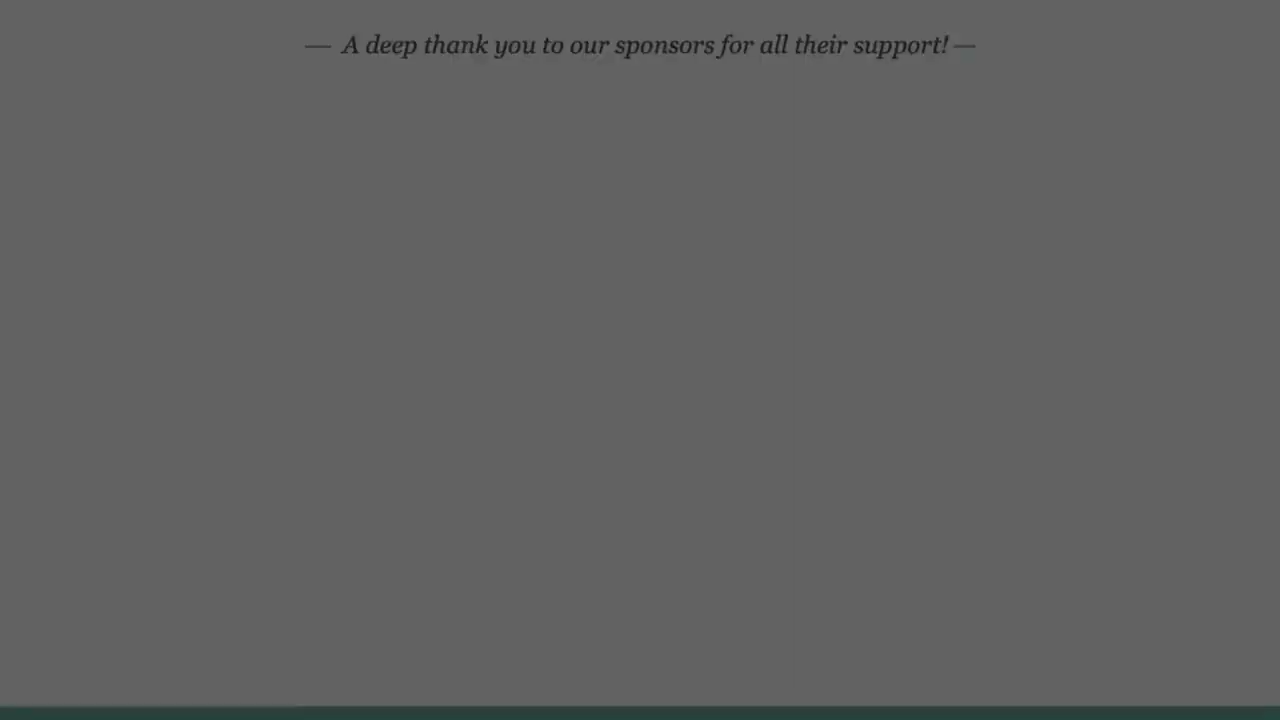 — A deep thank you to our sponsors for all their support! —